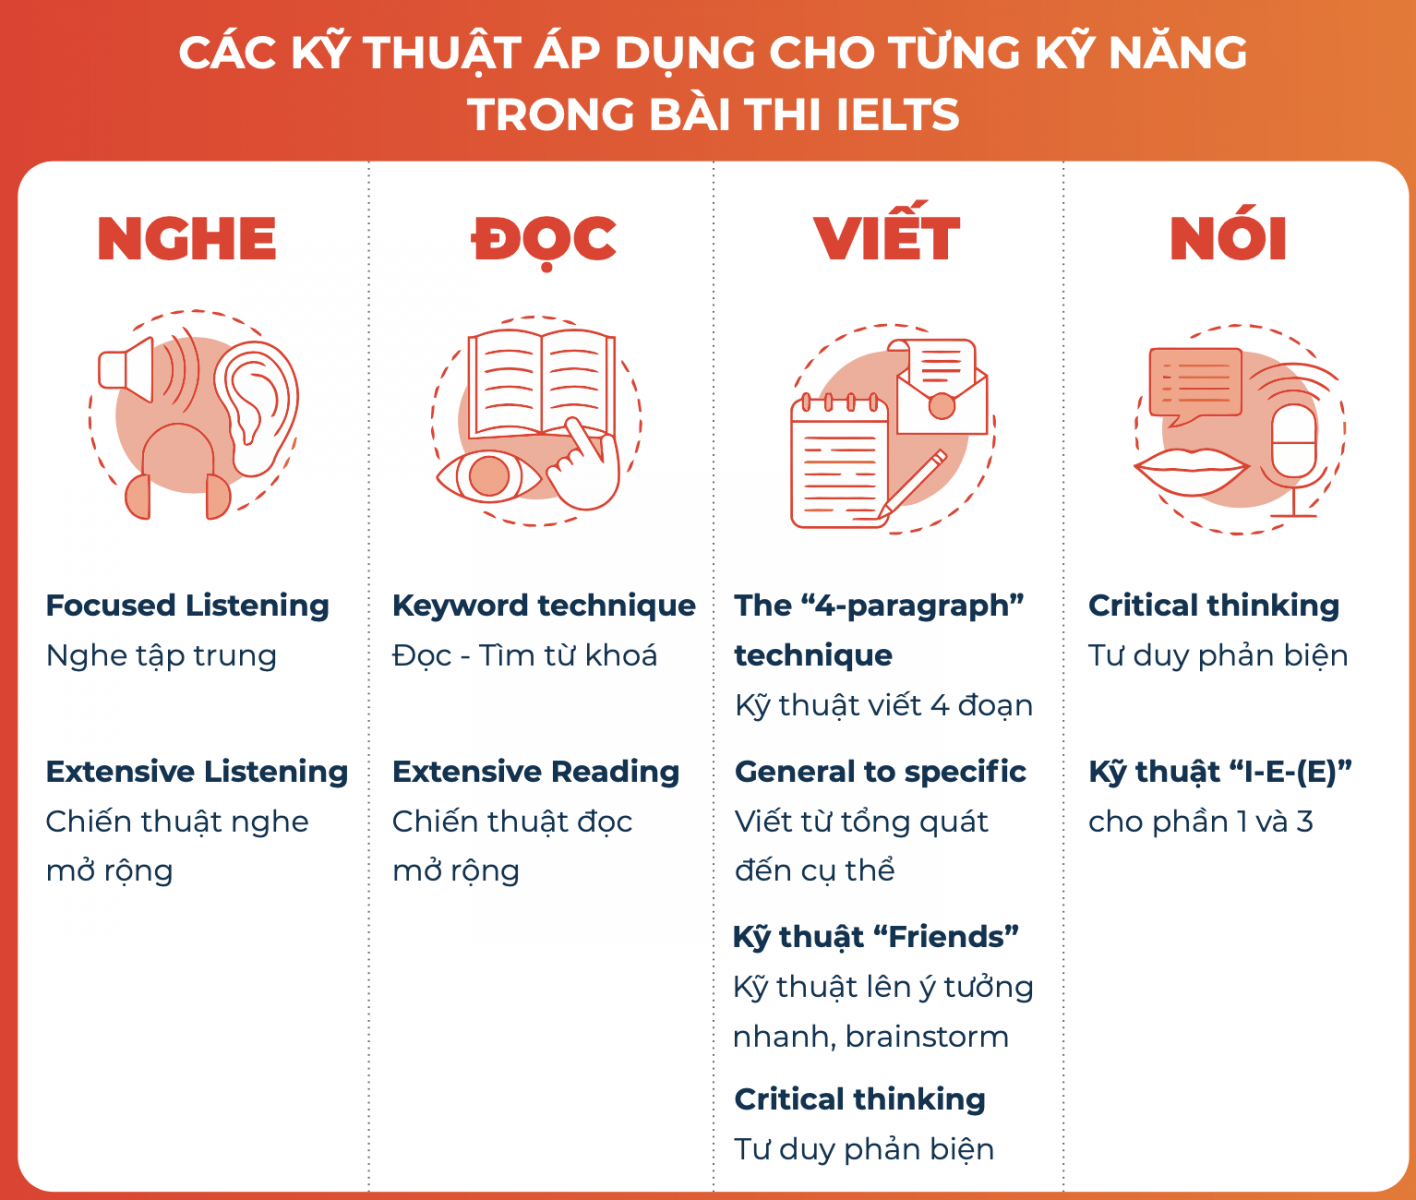 CÁC KỸ THUẬT ÁP DỤNG CHO TỪNG KỸ NĂNG
TRONG BÀI THI IELTS
NGHE
Focused Listening
Nghe tập trung
Extensive Listening
Chiến thuật nghe
mở rộng
ĐỌC
Keyword technique
Đọc - Tìm từ khoá
Extensive Reading
Chiến thuật đọc
mở rộng
VIẾT
The “4-paragraph”
technique
Kỹ thuật viết 4 đoạn
General to specific
Viết từ tổng quát
đến cụ thể
Kỹ thuật “Friends”
Kỹ thuật lên ý tưởng
nhanh, brainstorm
Critical thinking
Tư duy phản biện
NÓI
Critical thinking
Tư duy phản biện
Kỹ thuật “I-E-(E)”
cho phần 1 và 3